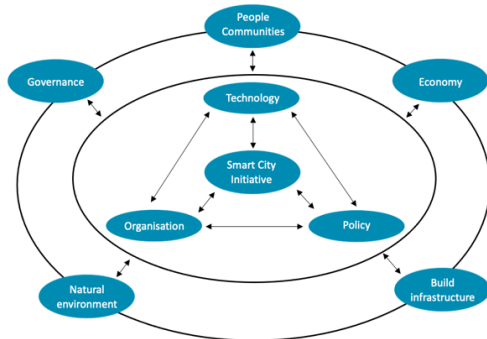 People
Communities
Governance
Economy
Technology
Smart City
Initiative
Organisation
Policy
Natural
environment
Build
infrastructure